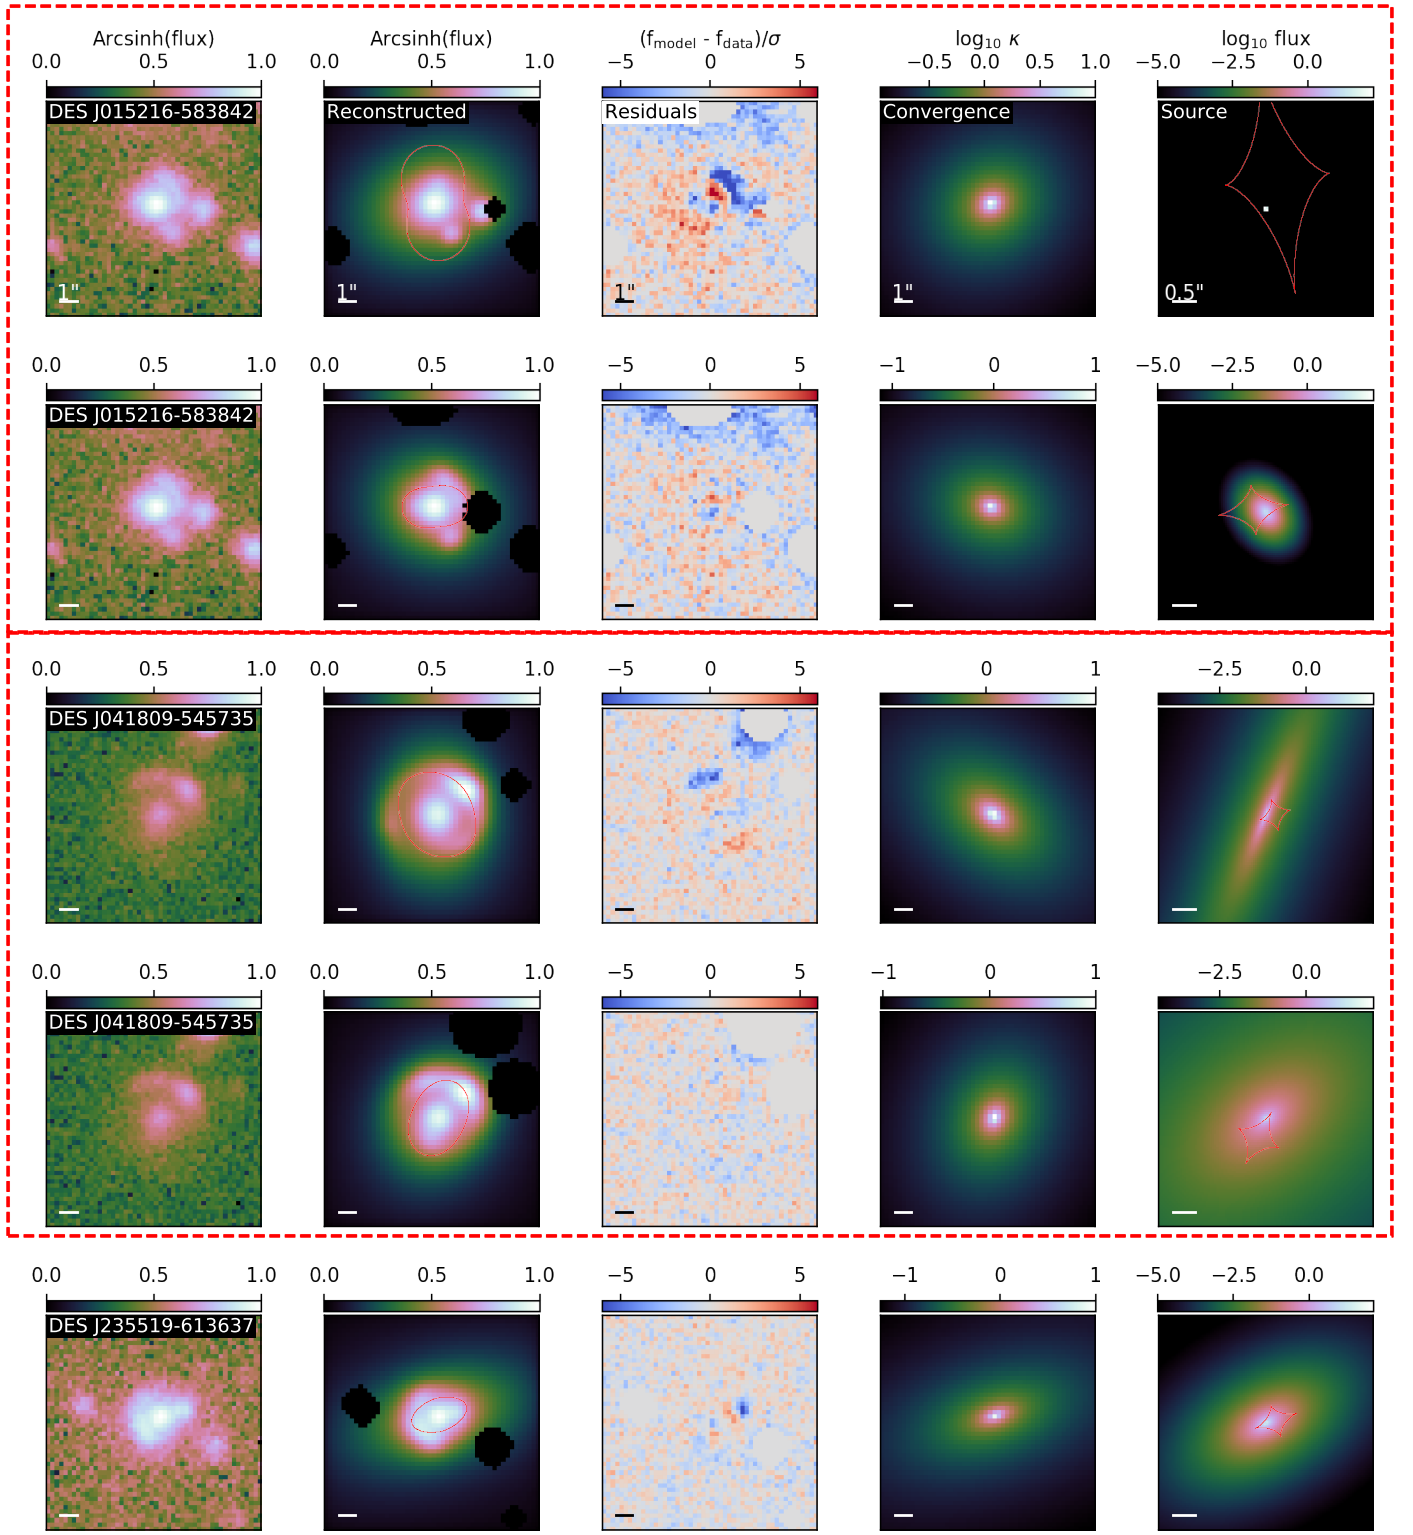 Arcsinh(flux) Arcsinh(flux) (f_model - f_data)/σ log₁₀ κ log₁₀ flux
0.0 0.5 1.0 0.0 0.5 1.0 −5 0 5 −0.5 0.0 0.5 1.0 −5.0 −2.5 0.0
DES J015216-583842 Reconstructed Residuals Convergence Source
1" 1" 1" 1" 0.5"
0.0 0.5 1.0 0.0 0.5 1.0 −5 0 5 −1 0 1 −5.0 −2.5 0.0
DES J015216-583842
0.0 0.5 1.0 0.0 0.5 1.0 −5 0 5 0 1 −2.5 0.0
DES J041809-545735
0.0 0.5 1.0 0.0 0.5 1.0 −5 0 5 −1 0 1 −2.5 0.0
DES J041809-545735
0.0 0.5 1.0 0.0 0.5 1.0 −5 0 5 −1 0 1 −5.0 −2.5 0.0
DES J235519-613637